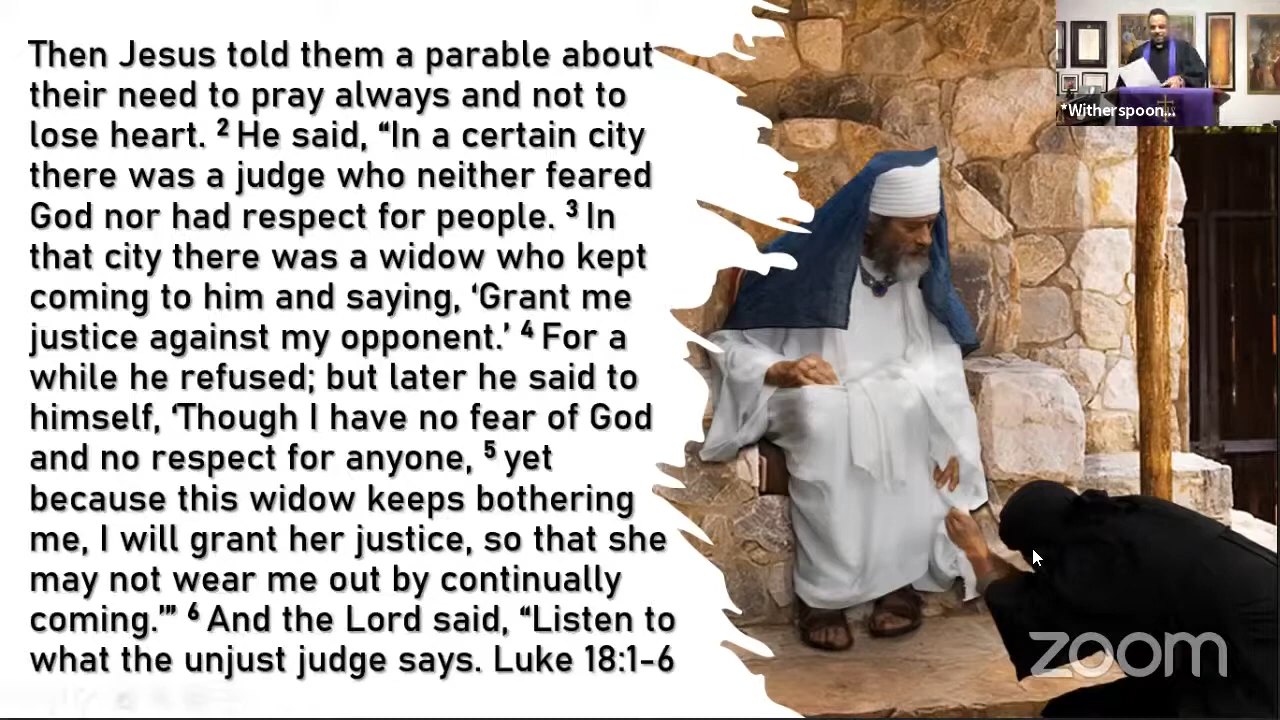 Then Jesus told them a parable about
their need to pray always and not to
lose heart. ² He said, “In a certain city
there was a judge who neither feared
God nor had respect for people. ³ In
that city there was a widow who kept
coming to him and saying, ‘Grant me
justice against my opponent.’ ⁴ For a
while he refused; but later he said to
himself, ‘Though I have no fear of God
and no respect for anyone, ⁵ yet
because this widow keeps bothering
me, I will grant her justice, so that she
may not wear me out by continually
coming.’” ⁶ And the Lord said, “Listen to
what the unjust judge says. Luke 18:1-6
*Witherspoon...
zoom